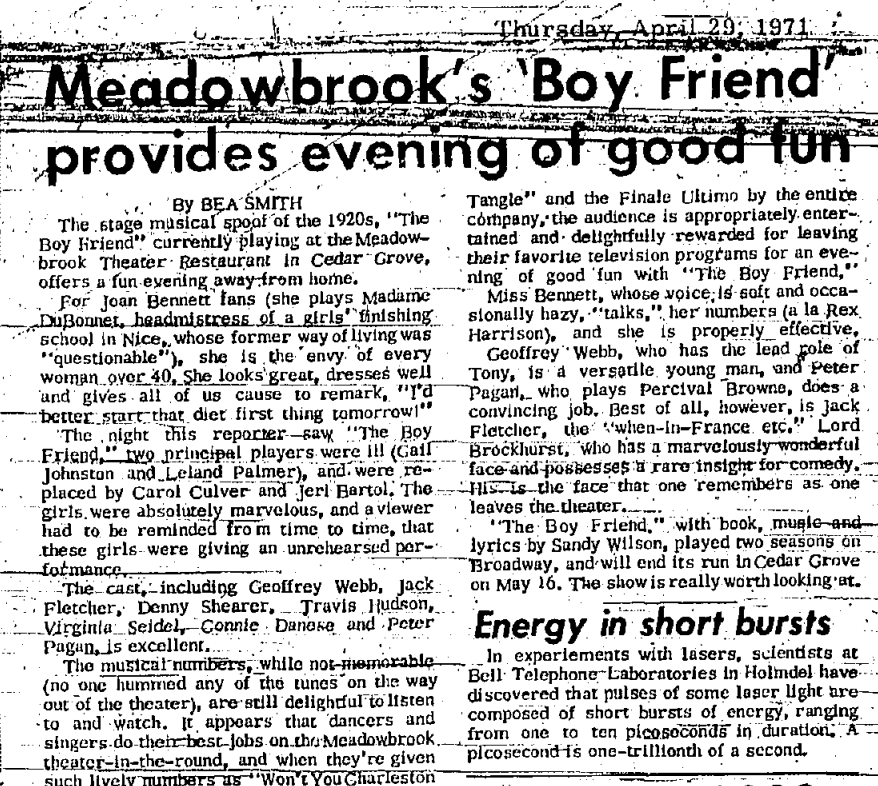 Thursday, April 29, 1971
Meadowbrook's 'Boy Friend'
provides evening of good fun
By BEA SMITH
The stage musical spoof of the 1920s, "The
Boy Friend" currently playing at the Meadow-
brook Theater Restaurant in Cedar Grove,
offers a fun evening away from home.
For Joan Bennett fans (she plays Madame
DuBonnet, headmistress of a girls' finishing
school in Nice, whose former way of living was
"questionable"), she is the envy of every
woman over 40. She looks great, dresses well
and gives all of us cause to remark, "I'd
better start that diet first thing tomorrow!"
The night this reporter saw "The Boy
Friend," two principal players were ill (Gail
Johnston and Leland Palmer), and were re-
placed by Carol Culver and Jeri Bartol. The
girls were absolutely marvelous, and a viewer
had to be reminded from time to time, that
these girls were giving an unrehearsed per-
formance.
The cast, including Geoffrey Webb, Jack
Fletcher, Denny Shearer, Travis Hudson,
Virginia Seidel, Connie Danese and Peter
Pagan, is excellent.
The musical numbers, while not memorable
(no one hummed any of the tunes on the way
out of the theater), are still delightful to listen
to and watch. It appears that dancers and
singers do their best jobs on the Meadowbrook
theater-in-the-round, and when they're given
such lively numbers as "Won't You Charleston
Tangle" and the Finale Ultimo by the entire
company, the audience is appropriately enter-
tained and delightfully rewarded for leaving
their favorite television programs for an eve-
ning of good fun with "The Boy Friend."
Miss Bennett, whose voice is soft and occa-
sionally hazy, "talks," her numbers (a la Rex
Harrison), and she is properly effective.
Geoffrey Webb, who has the lead role of
Tony, is a versatile young man, and Peter
Pagan, who plays Percival Browne, does a
convincing job. Best of all, however, is Jack
Fletcher, the "when-in-France etc." Lord
Brockhurst, who has a marvelously wonderful
face and possesses a rare insight for comedy.
His is the face that one remembers as one
leaves the theater.
"The Boy Friend," with book, music and
lyrics by Sandy Wilson, played two seasons on
Broadway, and will end its run in Cedar Grove
on May 16. The show is really worth looking at.
Energy in short bursts
In experiements with lasers, scientists at
Bell Telephone Laboratories in Holmdel have
discovered that pulses of some laser light are
composed of short bursts of energy, ranging
from one to ten picoseconds in duration. A
picosecond is one-trillionth of a second.